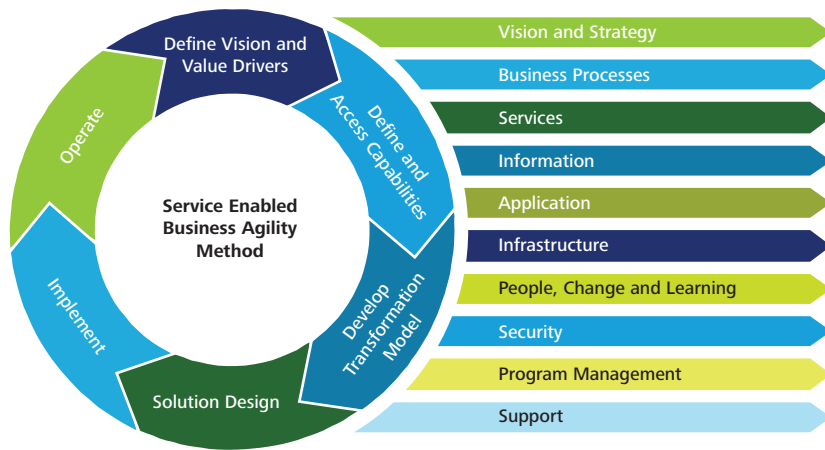 Define Vision and
Value Drivers
Define and
Access Capabilities
Develop
Transformation
Model
Solution Design
Implement
Operate
Service Enabled
Business Agility
Method
Vision and Strategy
Business Processes
Services
Information
Application
Infrastructure
People, Change and Learning
Security
Program Management
Support